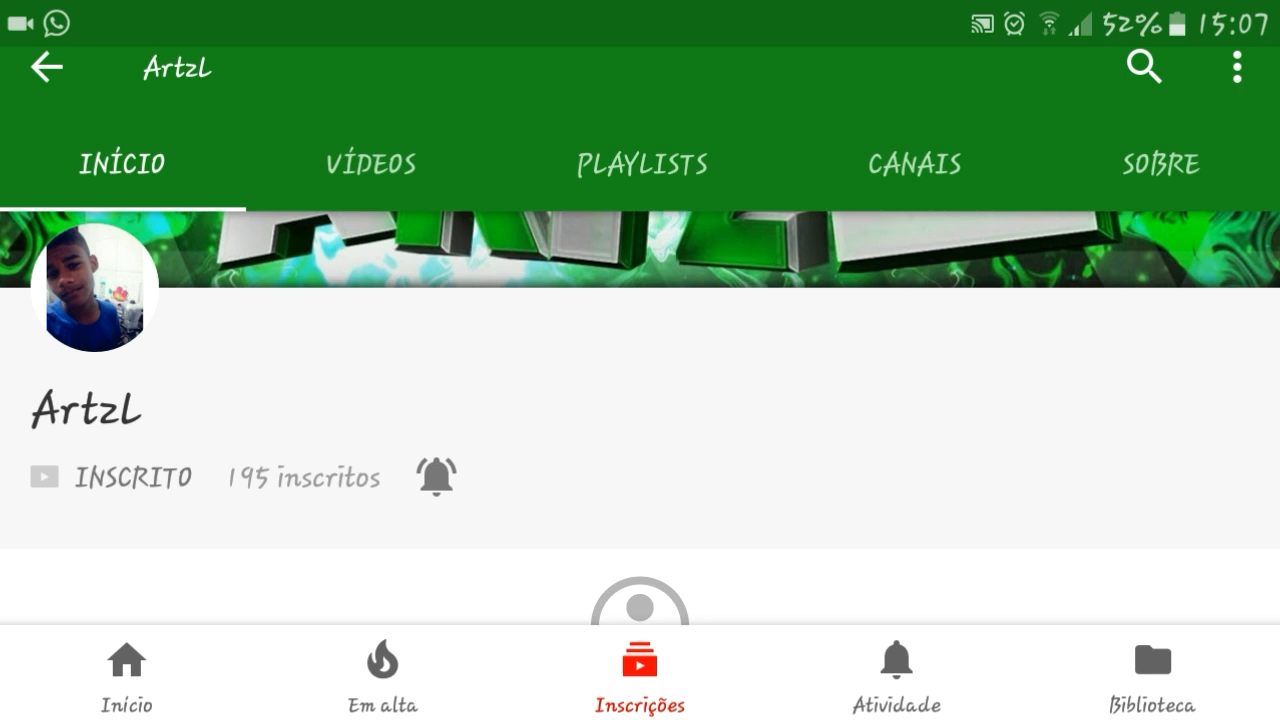 52% 15:07
ArtzL
INÍCIO VÍDEOS PLAYLISTS CANAIS SOBRE
ArtzL
INSCRITO 195 inscritos
Início Em alta Inscrições Atividade Biblioteca